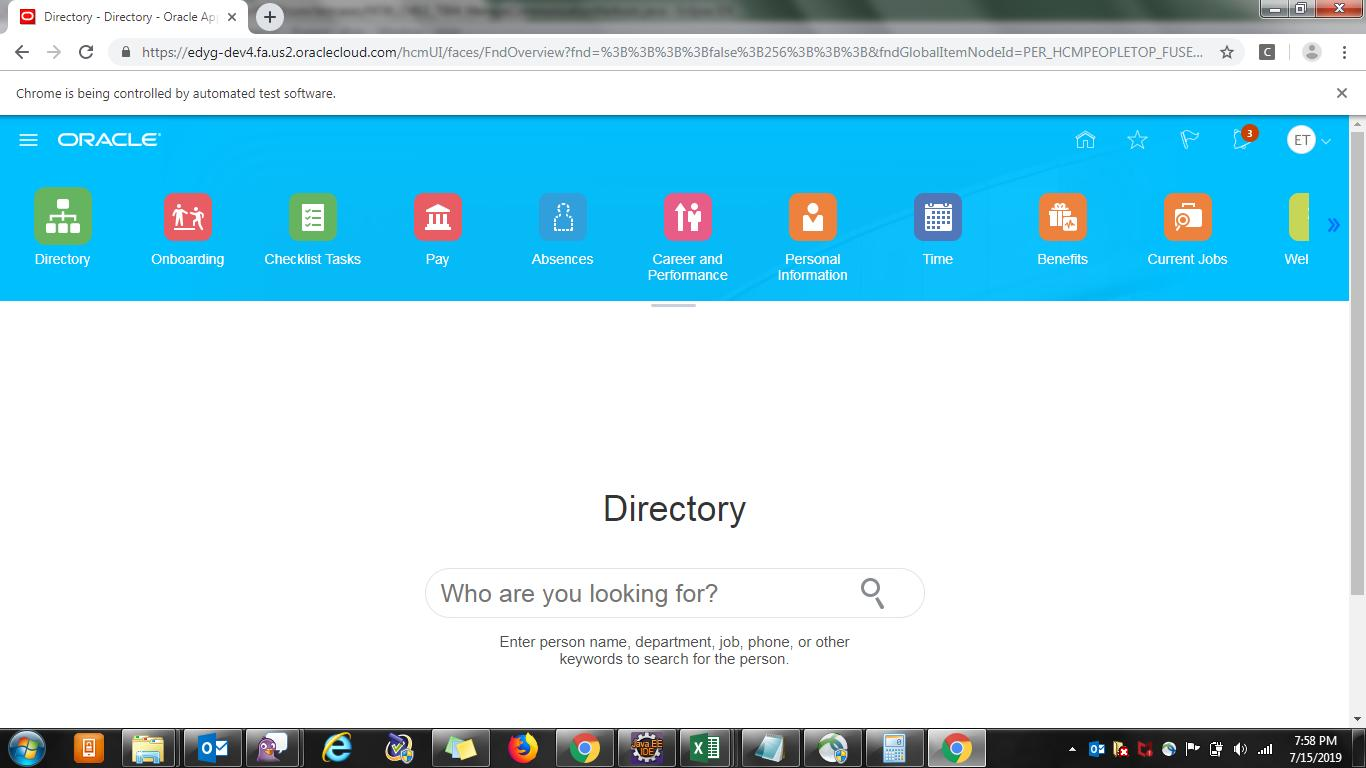 Directory - Directory - Oracle Ap
https://edyg-dev4.fa.us2.oraclecloud.com/hcmUI/faces/FndOverview?fnd=%3B%3B%3B%3Bfalse%3B256%3B%3B%3B&fndGlobalItemNodeId=PER_HCMPEOPLETOP_FUSE...
C
Chrome is being controlled by automated test software.
ORACLE
3
ET
Directory
Onboarding
Checklist Tasks
Pay
Absences
Career and
Performance
Personal
Information
Time
Benefits
Current Jobs
Wel
Directory
Who are you looking for?
Enter person name, department, job, phone, or other
keywords to search for the person.
Java EE
IDE
7:58 PM
7/15/2019